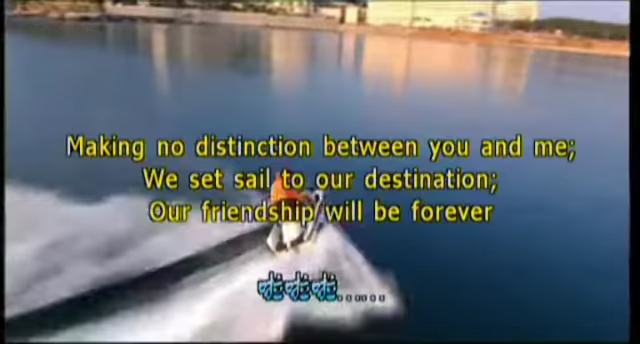 Making no distinction between you and me;
We set sail to our destination;
Our friendship will be forever